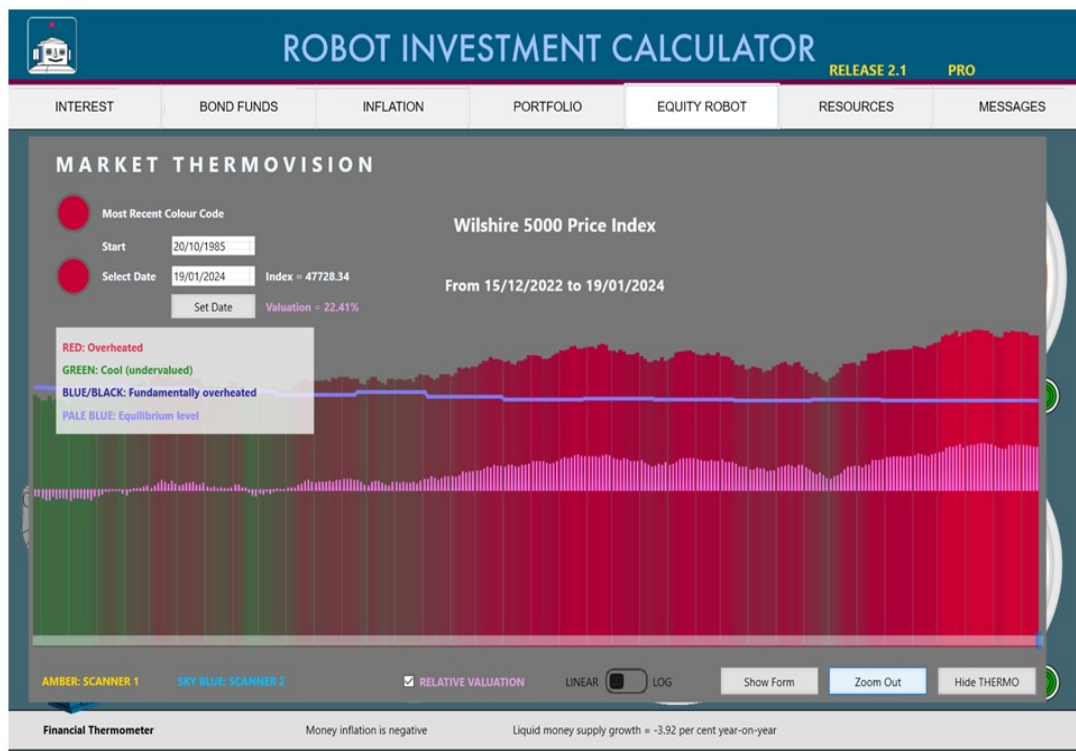 ROBOT INVESTMENT CALCULATOR
RELEASE 2.1 PRO
INTEREST BOND FUNDS INFLATION PORTFOLIO EQUITY ROBOT RESOURCES MESSAGES
MARKET THERMOVISION
Most Recent Colour Code
Wilshire 5000 Price Index
Start 20/10/1985
Select Date 19/01/2024 Index = 47728.34
From 15/12/2022 to 19/01/2024
Set Date Valuation = 22.41%
RED: Overheated
GREEN: Cool (undervalued)
BLUE/BLACK: Fundamentally overheated
PALE BLUE: Equilibrium level
AMBER: SCANNER 1 SKY BLUE: SCANNER 2 RELATIVE VALUATION LINEAR LOG Show Form Zoom Out Hide THERMO
Financial Thermometer Money inflation is negative Liquid money supply growth = -3.92 per cent year-on-year